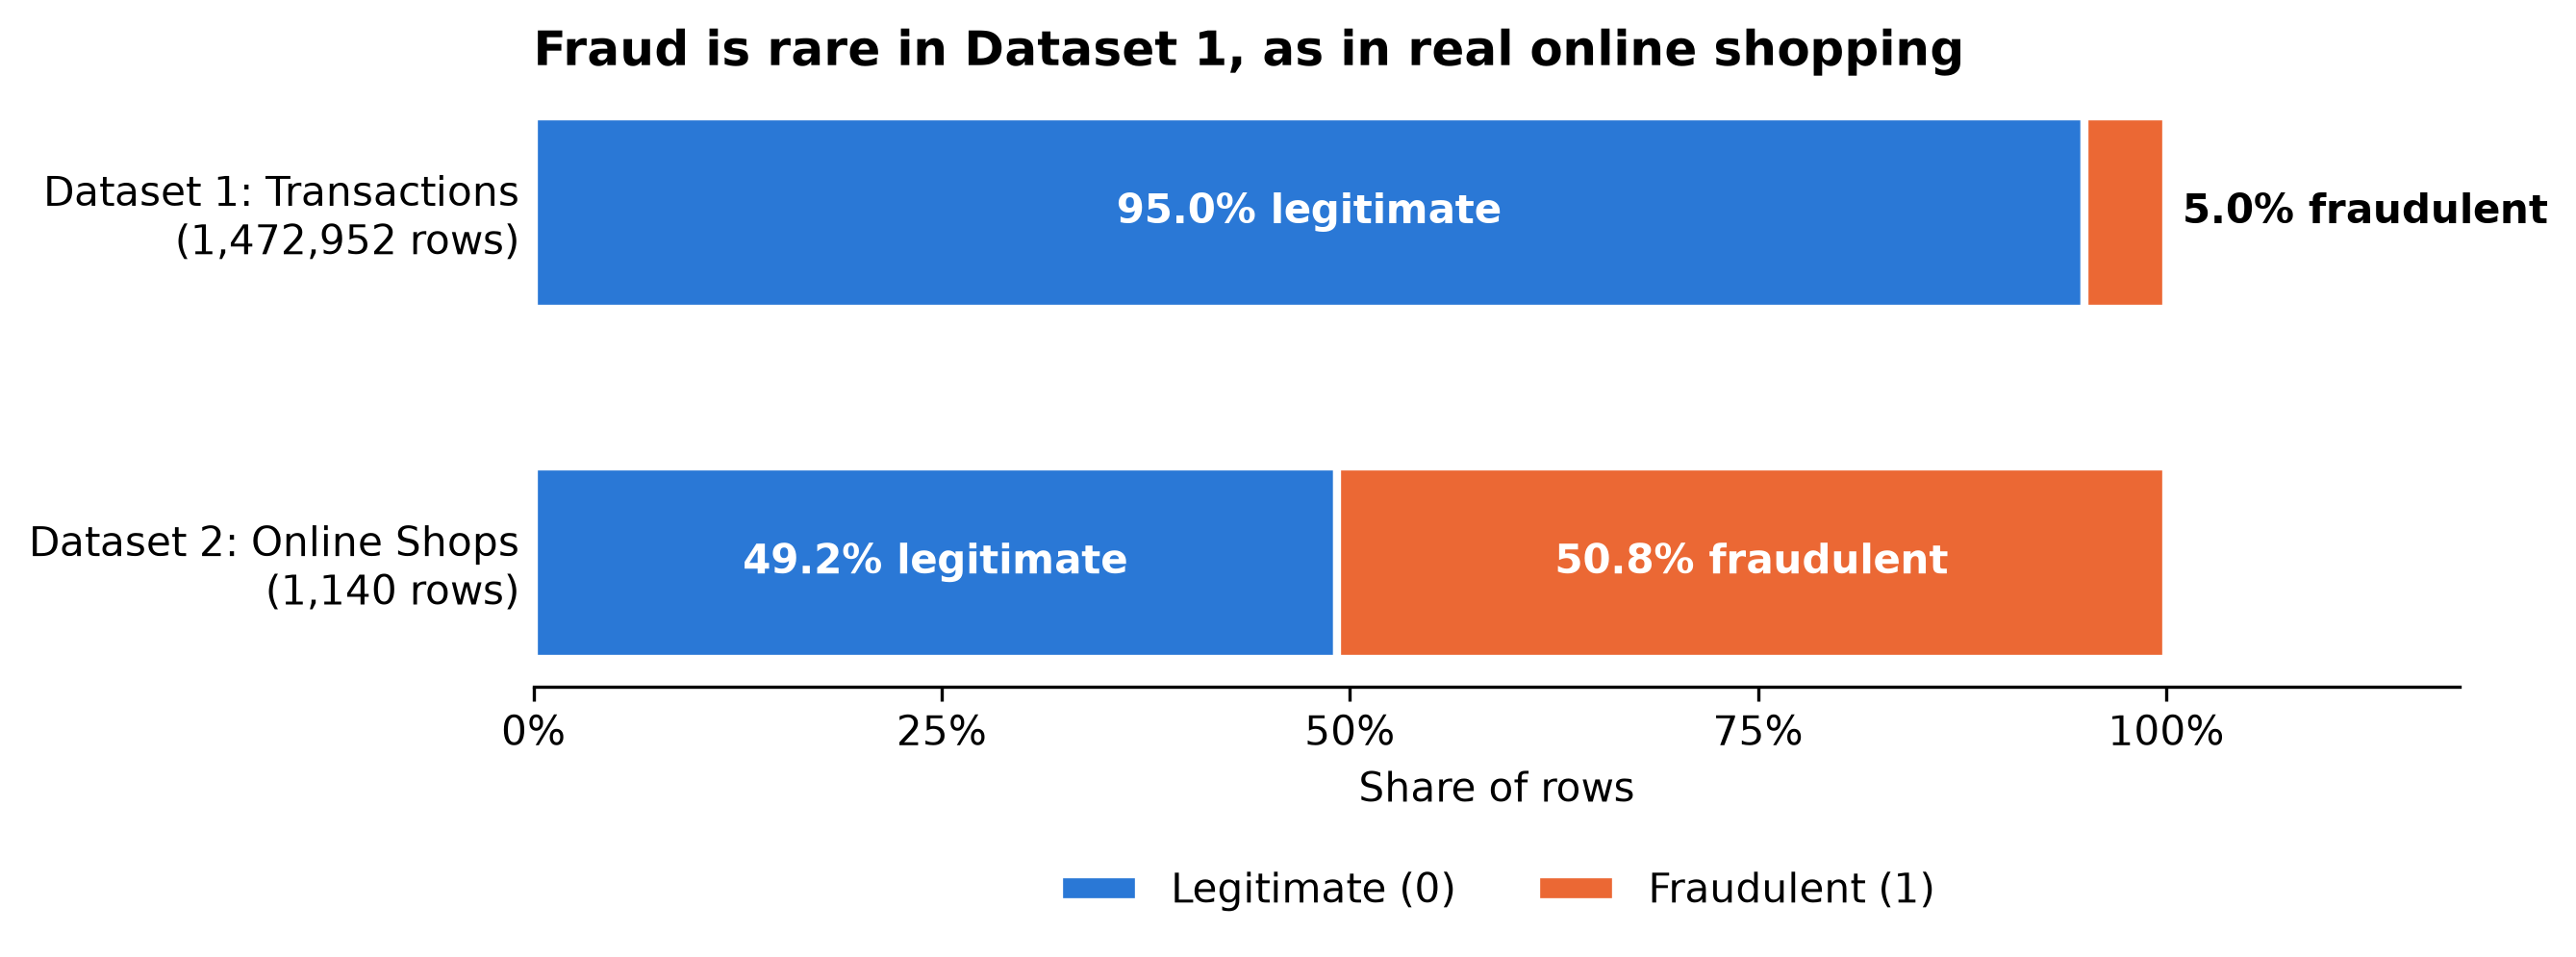 Fraud is rare in Dataset 1, as in real online shopping
Dataset 1: Transactions
(1,472,952 rows)
95.0% legitimate
5.0% fraudulent
Dataset 2: Online Shops
(1,140 rows)
49.2% legitimate
50.8% fraudulent
0%
25%
50%
75%
100%
Share of rows
Legitimate (0)
Fraudulent (1)